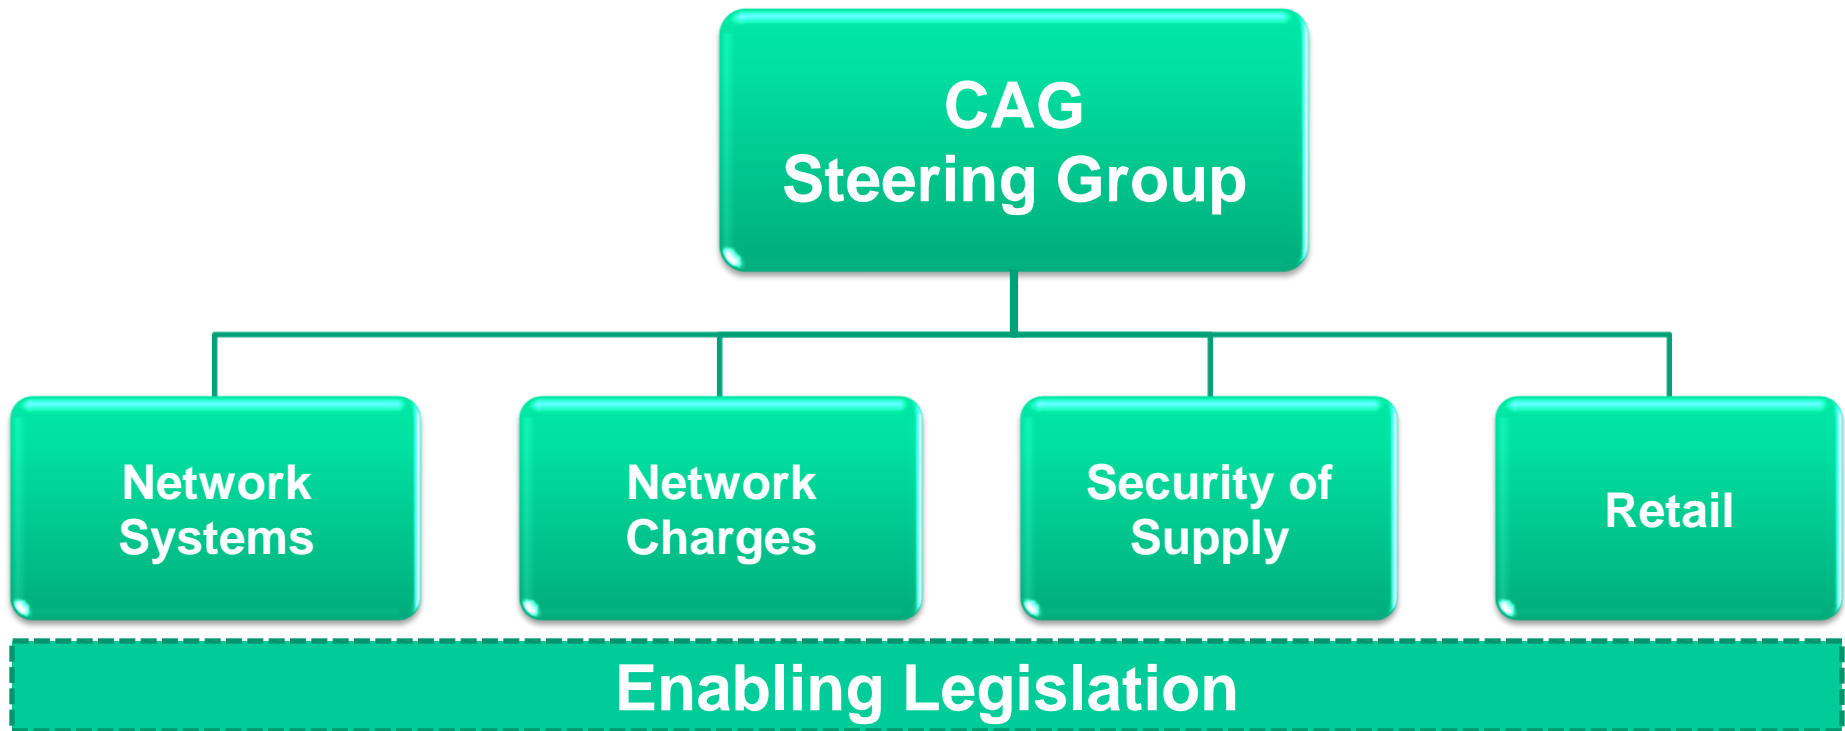 CAG
Steering Group
Network
Systems
Network
Charges
Security of
Supply
Retail
Enabling Legislation